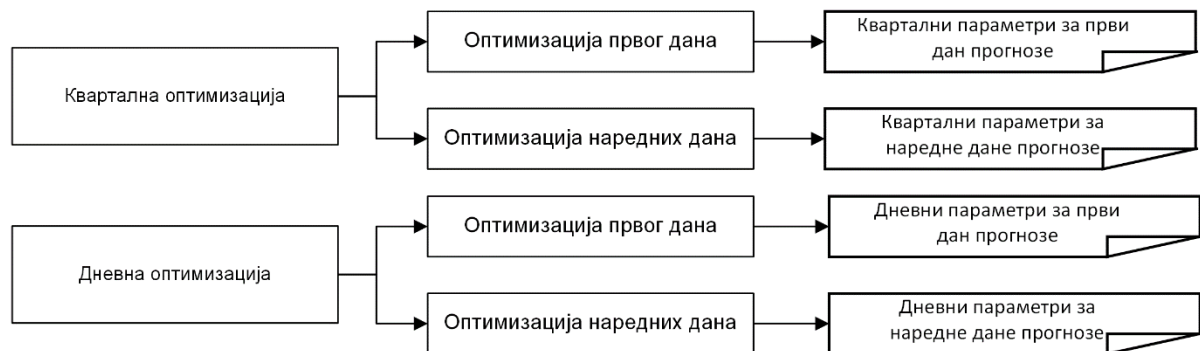 Квартална оптимизација
Оптимизација првог дана
Квартални параметри за први
дан прогнозе
Оптимизација наредних дана
Квартални параметри за
наредне дане прогнозе
Дневна оптимизација
Оптимизација првог дана
Дневни параметри за први
дан прогнозе
Оптимизација наредних дана
Дневни параметри за
наредне дане прогнозе